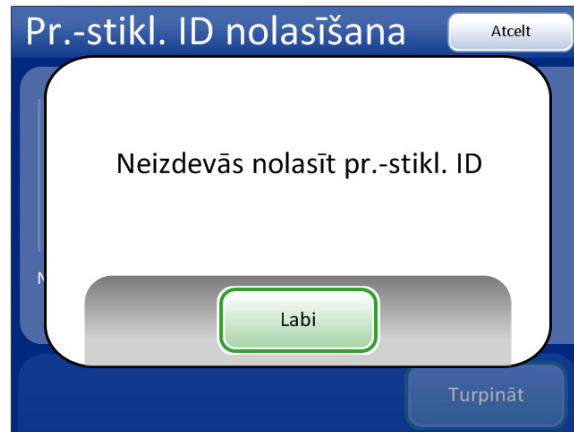 Pr.-stikl. ID nolasīšana
Atcelt
Neizdevās nolasīt pr.-stikl. ID
Labi
Turpināt